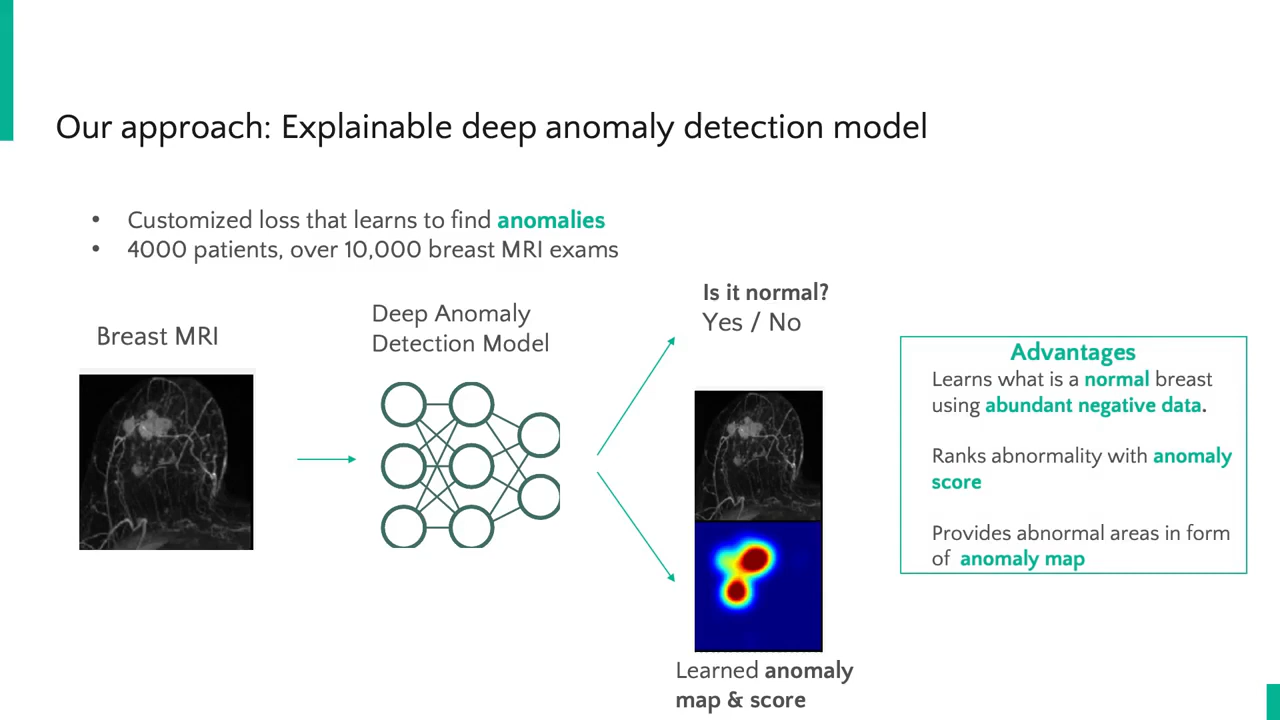 Our approach: Explainable deep anomaly detection model
• Customized loss that learns to find anomalies
• 4000 patients, over 10,000 breast MRI exams
Breast MRI
Deep Anomaly
Detection Model
Is it normal?
Yes / No
Learned anomaly
map & score
Advantages
Learns what is a normal breast
using abundant negative data.
Ranks abnormality with anomaly
score
Provides abnormal areas in form
of anomaly map